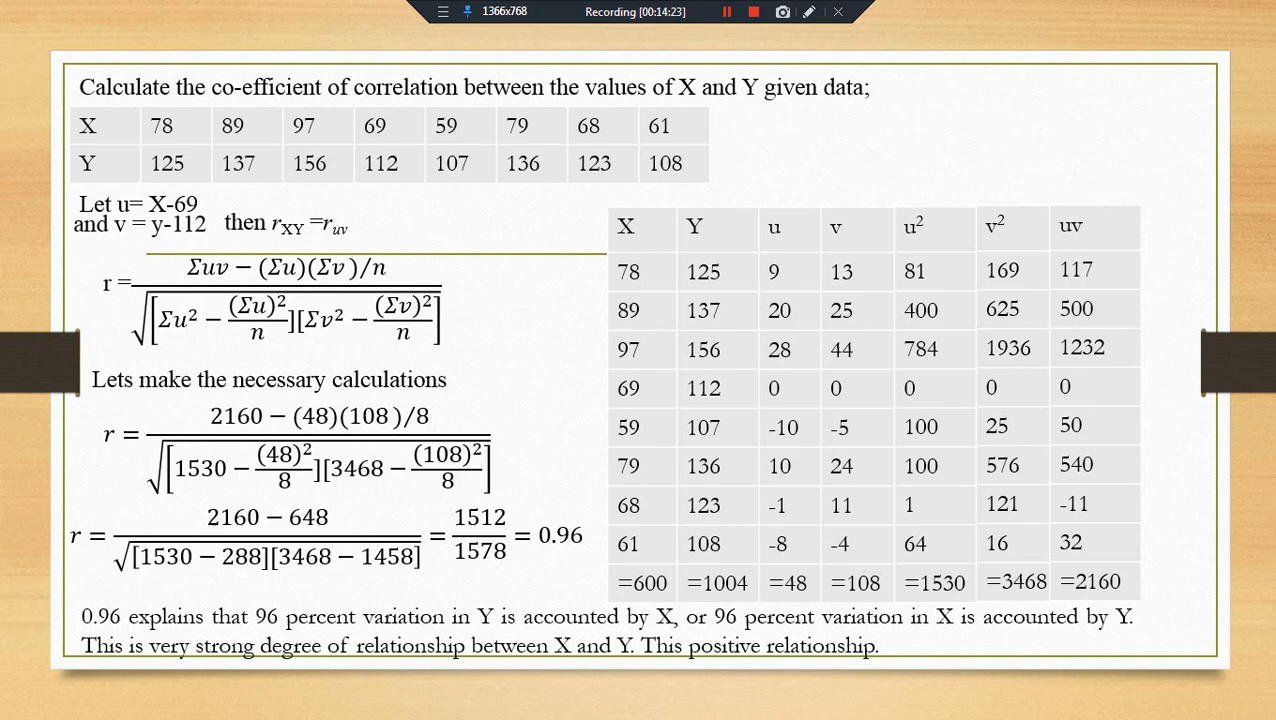 1366x768 Recording [00:14:23]
Calculate the co-efficient of correlation between the values of X and Y given data;
X 78 89 97 69 59 79 68 61
Y 125 137 156 112 107 136 123 108
Let u= X-69
and v = y-112 then rXY =ruv
r = Σuv − (Σu)(Σv)/n / √[Σu² − (Σu)²/n][Σv² − (Σv)²/n]
Lets make the necessary calculations
r = 2160 − (48)(108)/8 / √[1530 − (48)²/8][3468 − (108)²/8]
r = 2160 − 648 / √[1530 − 288][3468 − 1458] = 1512/1578 = 0.96
X Y u v u² v² uv
78 125 9 13 81 169 117
89 137 20 25 400 625 500
97 156 28 44 784 1936 1232
69 112 0 0 0 0 0
59 107 -10 -5 100 25 50
79 136 10 24 100 576 540
68 123 -1 11 1 121 -11
61 108 -8 -4 64 16 32
=600 =1004 =48 =108 =1530 =3468 =2160
0.96 explains that 96 percent variation in Y is accounted by X, or 96 percent variation in X is accounted by Y.
This is very strong degree of relationship between X and Y. This positive relationship.